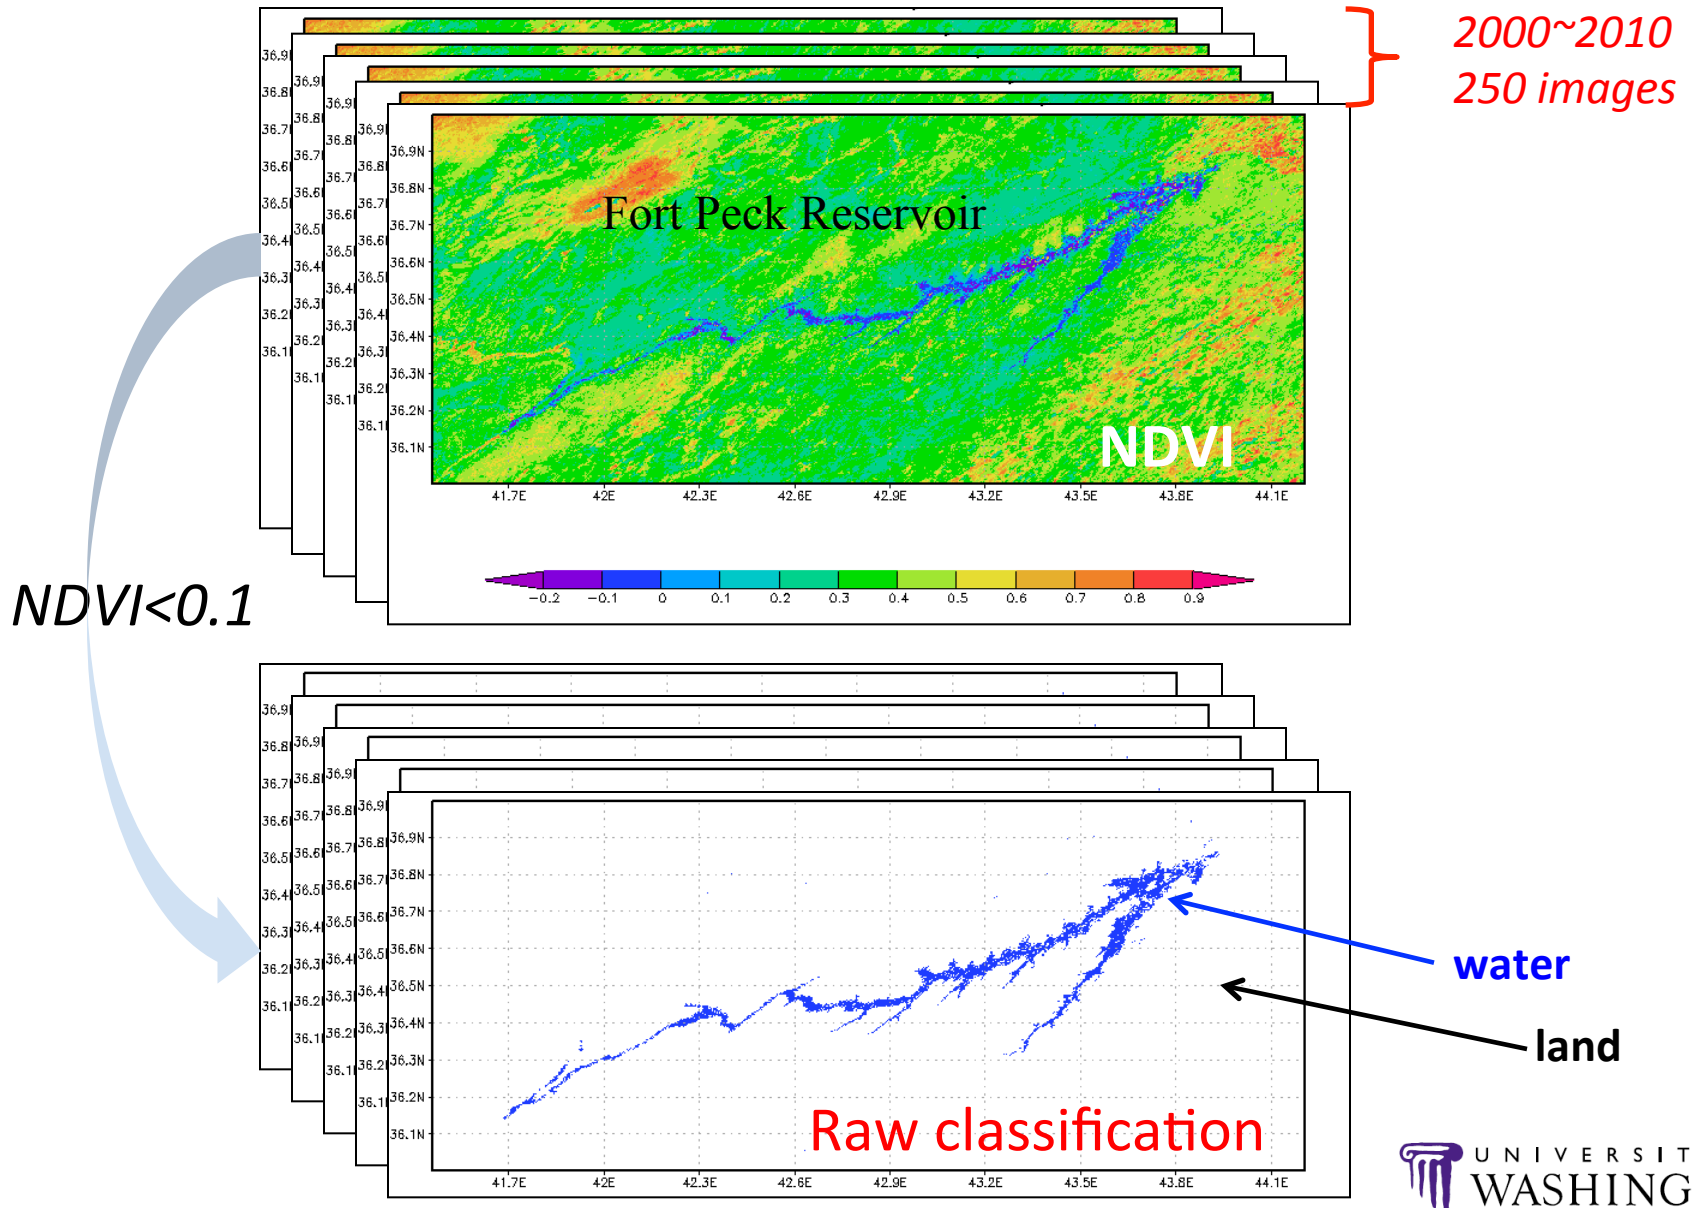 2000~2010
250 images
36.9N
36.8N
36.7N
36.6N
36.5N
36.4N
36.3N
36.2N
36.1N
Fort Peck Reservoir
NDVI
41.7E 42E 42.3E 42.6E 42.9E 43.2E 43.5E 43.8E 44.1E
−0.2 −0.1 0 0.1 0.2 0.3 0.4 0.5 0.6 0.7 0.8 0.9
NDVI<0.1
36.9N
36.8N
36.7N
36.6N
36.5N
36.4N
36.3N
36.2N
36.1N
water
land
Raw classification
41.7E 42E 42.3E 42.6E 42.9E 43.2E 43.5E 43.8E 44.1E
UNIVERSIT
WASHING